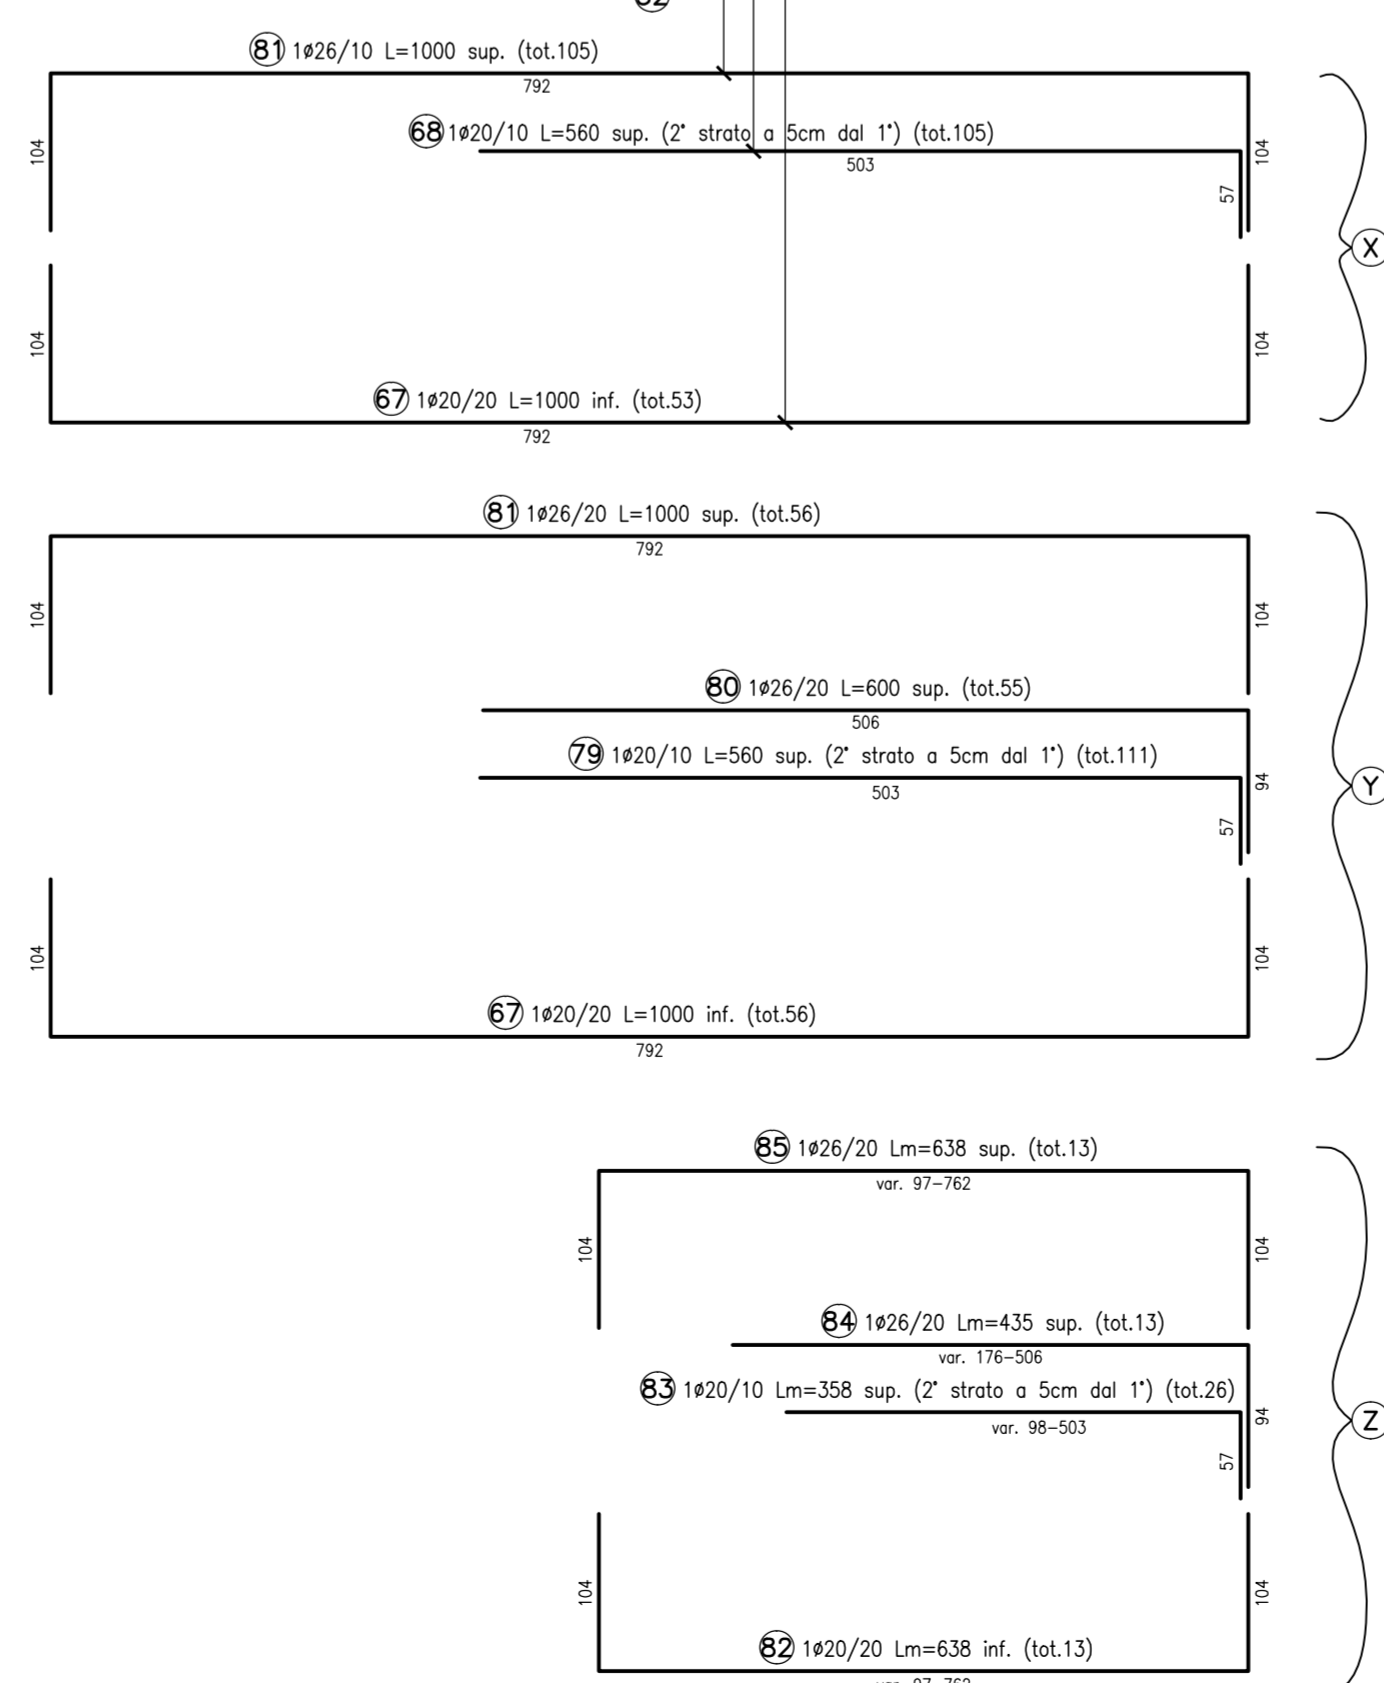 81 1ø26/10 L=1000 sup. (tot.105)
792
104
104
68 1ø20/10 L=560 sup. (2° strato a 5cm dal 1°) (tot.105)
503
57
X
104
104
67 1ø20/20 L=1000 inf. (tot.53)
792
81 1ø26/20 L=1000 sup. (tot.56)
792
104
104
80 1ø26/20 L=600 sup. (tot.55)
506
79 1ø20/10 L=560 sup. (2° strato a 5cm dal 1°) (tot.111)
503
94
57
Y
104
104
67 1ø20/20 L=1000 inf. (tot.56)
792
85 1ø26/20 Lm=638 sup. (tot.13)
var. 97-762
104
104
84 1ø26/20 Lm=435 sup. (tot.13)
var. 176-506
83 1ø20/10 Lm=358 sup. (2° strato a 5cm dal 1°) (tot.26)
var. 98-503
94
57
Z
104
104
82 1ø20/20 Lm=638 inf. (tot.13)